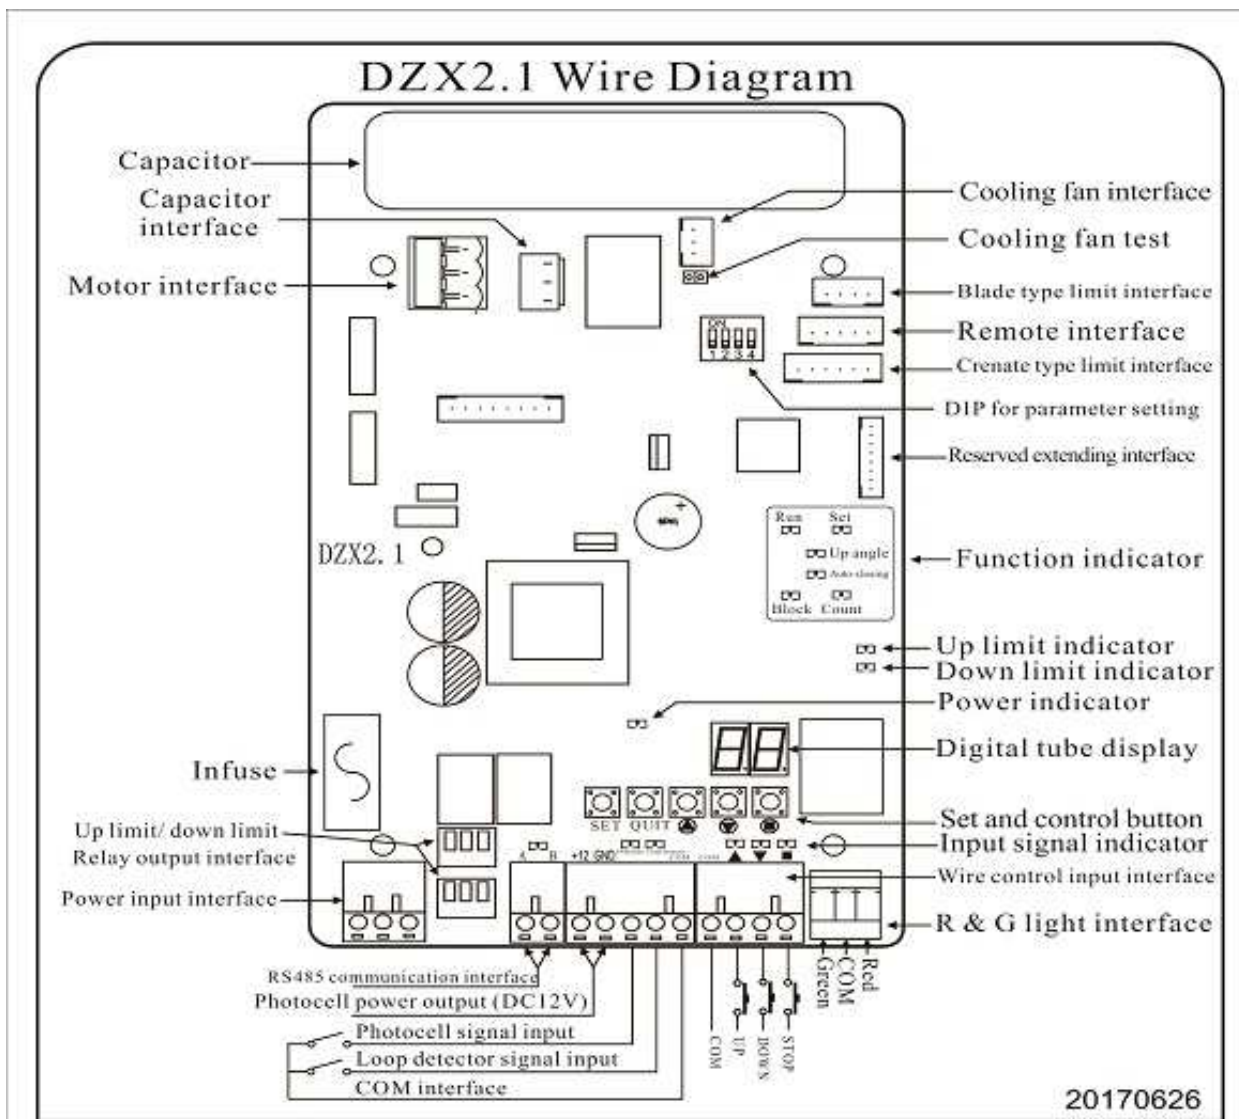 DZX2.1 Wire Diagram
Capacitor
Capacitor
interface
Motor interface
Cooling fan interface
Cooling fan test
Blade type limit interface
Remote interface
Crenate type limit interface
DIP for parameter setting
Reserved extending interface
ON
1 2 3 4
+
Run Set
Up angle
Auto closing
Block Count
Function indicator
DZX2.1
Up limit indicator
Down limit indicator
Power indicator
Digital tube display
Infuse
SET QUIT
Set and control button
Up limit/ down limit
Relay output interface
Input signal indicator
A B +12 GND
Wire control input interface
Power input interface
R & G light interface
Green
COM
Red
RS485 communication interface
Photocell power output (DC12V)
Photocell signal input
Loop detector signal input
COM interface
COM
UP
DOWN
STOP
20170626